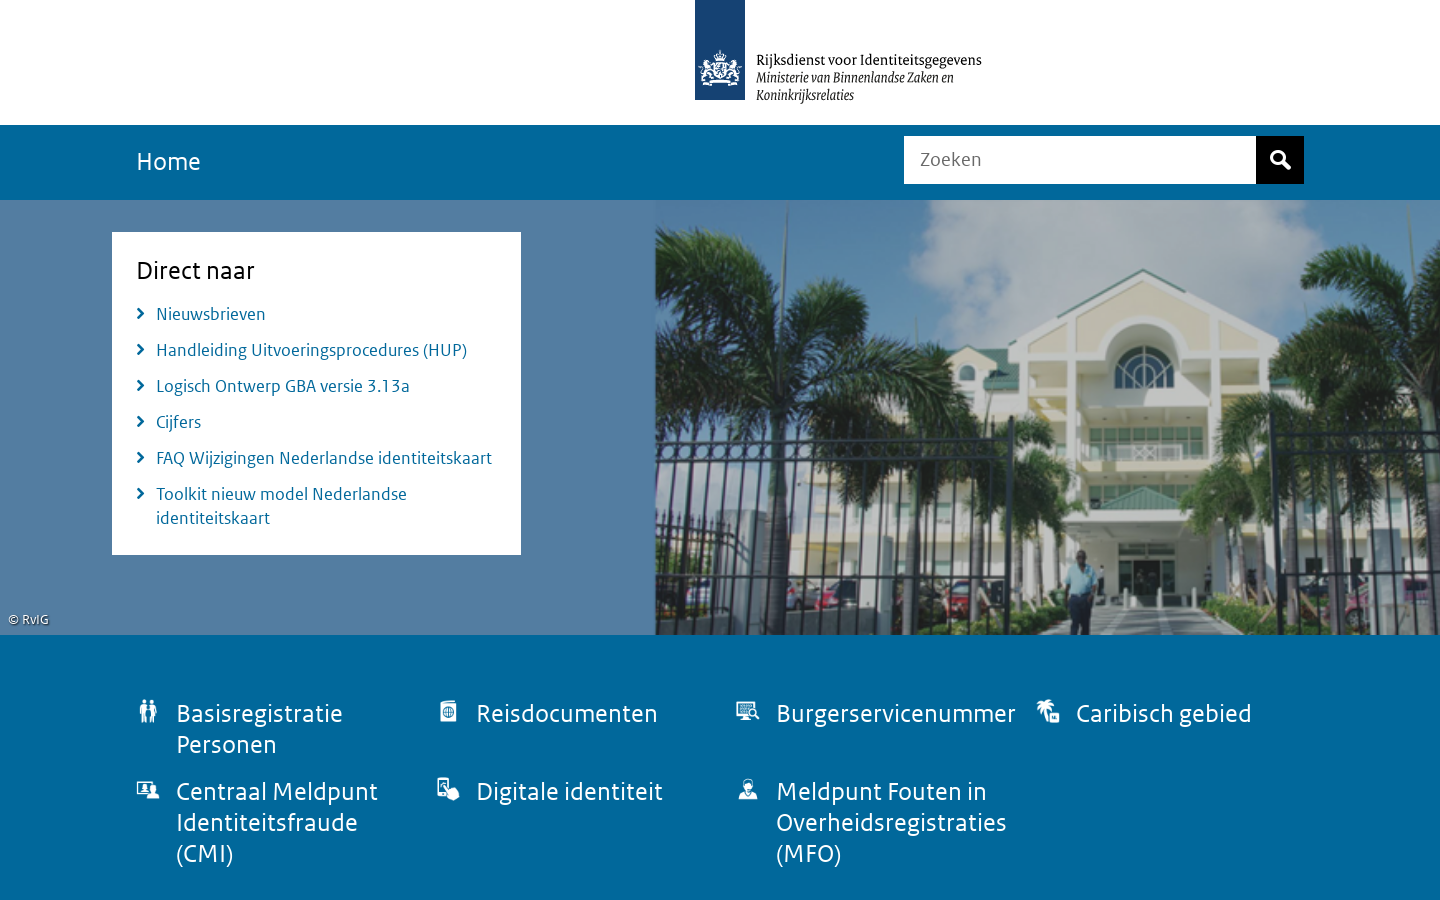 Rijksdienst voor Identiteitsgegevens
Ministerie van Binnenlandse Zaken en
Koninkrijksrelaties
Home
Zoeken
Direct naar
Nieuwsbrieven
Handleiding Uitvoeringsprocedures (HUP)
Logisch Ontwerp GBA versie 3.13a
Cijfers
FAQ Wijzigingen Nederlandse identiteitskaart
Toolkit nieuw model Nederlandse
identiteitskaart
© RvIG
Basisregistratie
Personen
Reisdocumenten
Burgerservicenummer
Caribisch gebied
Centraal Meldpunt
Identiteitsfraude
(CMI)
Digitale identiteit
Meldpunt Fouten in
Overheidsregistraties
(MFO)